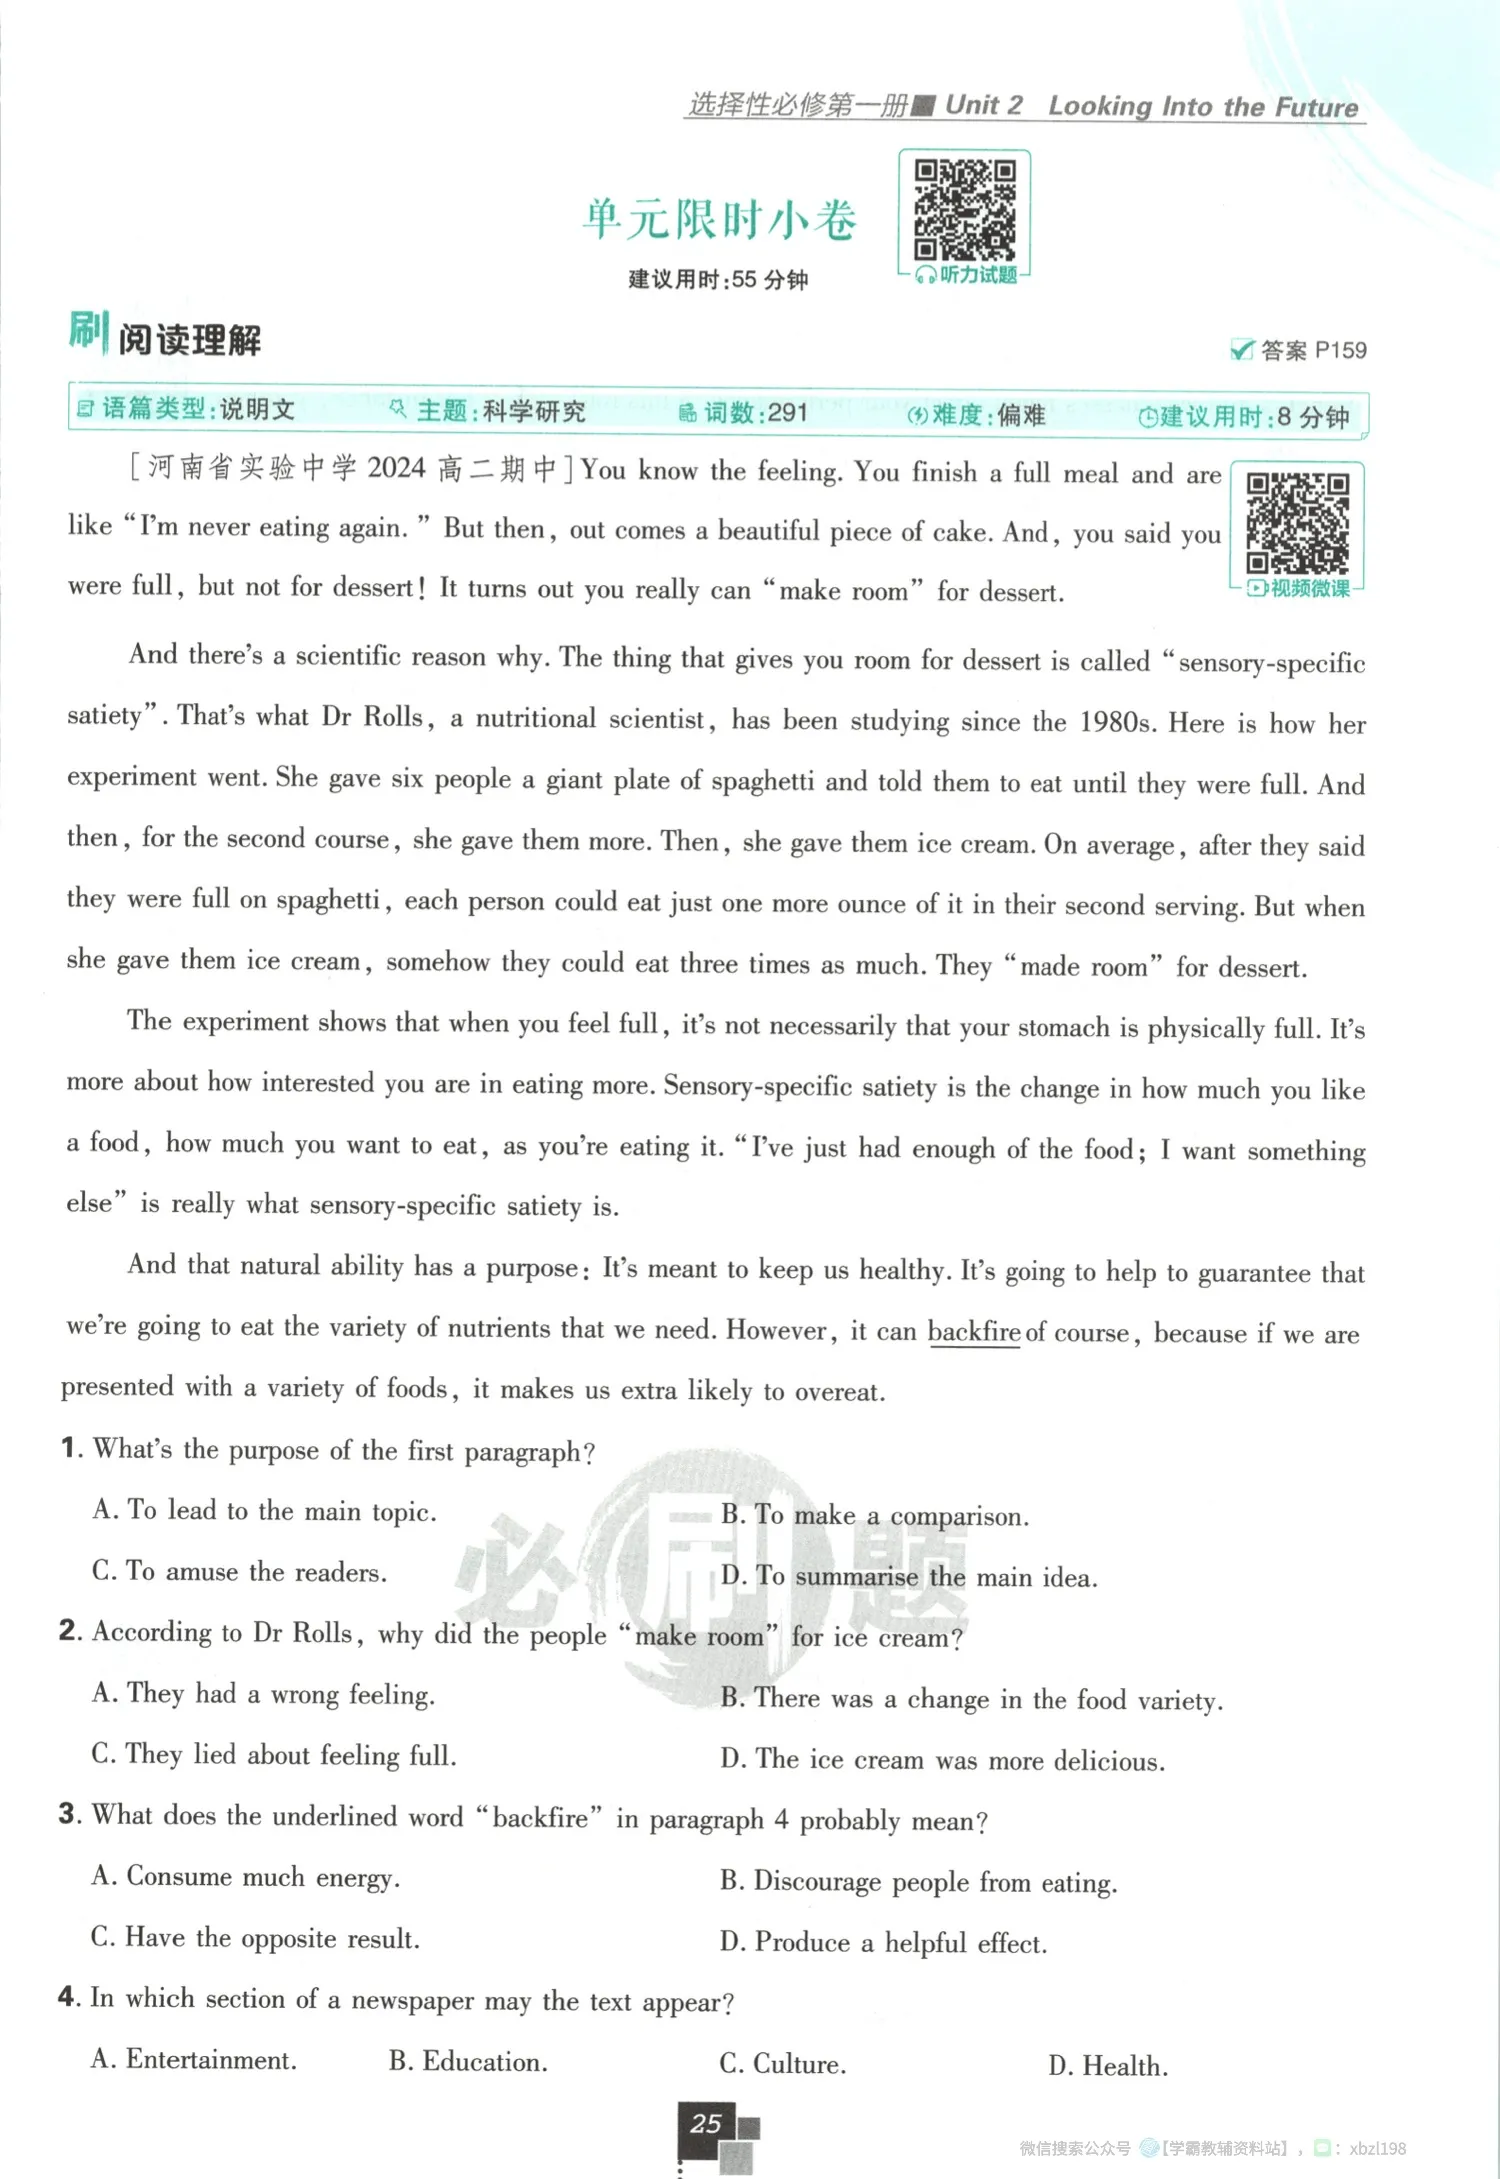 选择性必修第一册 Unit 2 Looking Into the Future
单元限时小卷
听力试题
建议用时:55 分钟
刷 阅读理解
答案 P159
语篇类型:说明文 主题:科学研究 词数:291 难度:偏难 建议用时:8 分钟
[河南省实验中学 2024 高二期中]You know the feeling. You finish a full meal and are
like “I’m never eating again. ” But then, out comes a beautiful piece of cake. And, you said you
were full, but not for dessert! It turns out you really can “make room” for dessert.
视频微课
And there’s a scientific reason why. The thing that gives you room for dessert is called “sensory-specific
satiety”. That’s what Dr Rolls, a nutritional scientist, has been studying since the 1980s. Here is how her
experiment went. She gave six people a giant plate of spaghetti and told them to eat until they were full. And
then, for the second course, she gave them more. Then, she gave them ice cream. On average, after they said
they were full on spaghetti, each person could eat just one more ounce of it in their second serving. But when
she gave them ice cream, somehow they could eat three times as much. They “made room” for dessert.
The experiment shows that when you feel full, it’s not necessarily that your stomach is physically full. It’s
more about how interested you are in eating more. Sensory-specific satiety is the change in how much you like
a food, how much you want to eat, as you’re eating it. “I’ve just had enough of the food; I want something
else” is really what sensory-specific satiety is.
And that natural ability has a purpose: It’s meant to keep us healthy. It’s going to help to guarantee that
we’re going to eat the variety of nutrients that we need. However, it can backfire of course, because if we are
presented with a variety of foods, it makes us extra likely to overeat.
1. What’s the purpose of the first paragraph?
A. To lead to the main topic. B. To make a comparison.
C. To amuse the readers. D. To summarise the main idea.
2. According to Dr Rolls, why did the people “make room” for ice cream?
A. They had a wrong feeling. B. There was a change in the food variety.
C. They lied about feeling full. D. The ice cream was more delicious.
3. What does the underlined word “backfire” in paragraph 4 probably mean?
A. Consume much energy. B. Discourage people from eating.
C. Have the opposite result. D. Produce a helpful effect.
4. In which section of a newspaper may the text appear?
A. Entertainment. B. Education. C. Culture. D. Health.
必刷题
25
微信搜索公众号【学霸教辅资料站】, : xbzl198